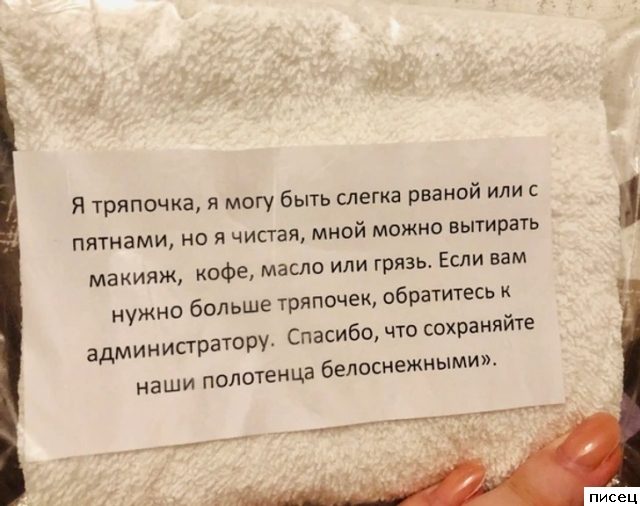 Я тряпочка, я могу быть слегка рваной или с
пятнами, но я чистая, мной можно вытирать
макияж, кофе, масло или грязь. Если вам
нужно больше тряпочек, обратитесь к
администратору. Спасибо, что сохраняйте
наши полотенца белоснежными».
писец